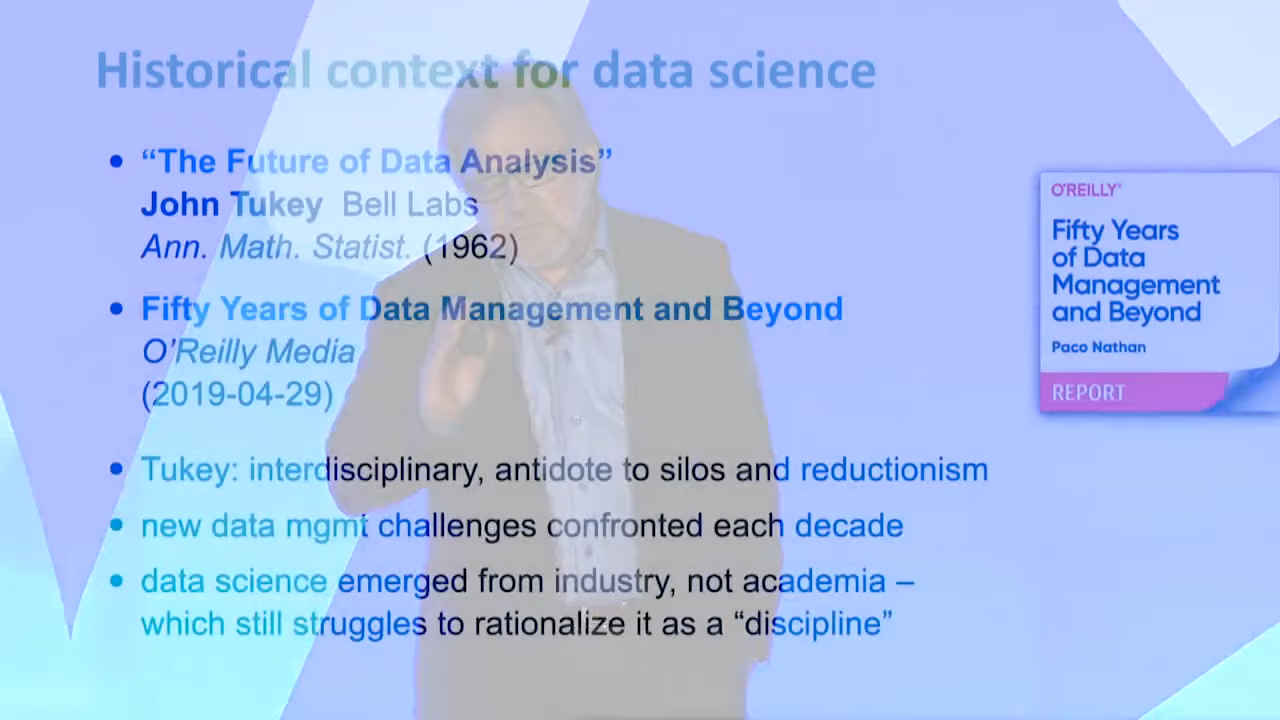 Historical context for data science
• “The Future of Data Analysis”
John Tukey Bell Labs
Ann. Math. Statist. (1962)
• Fifty Years of Data Management and Beyond
O’Reilly Media
(2019-04-29)
• Tukey: interdisciplinary, antidote to silos and reductionism
• new data mgmt challenges confronted each decade
• data science emerged from industry, not academia –
which still struggles to rationalize it as a “discipline”
O'REILLY®
Fifty Years
of Data
Management
and Beyond
Paco Nathan
REPORT